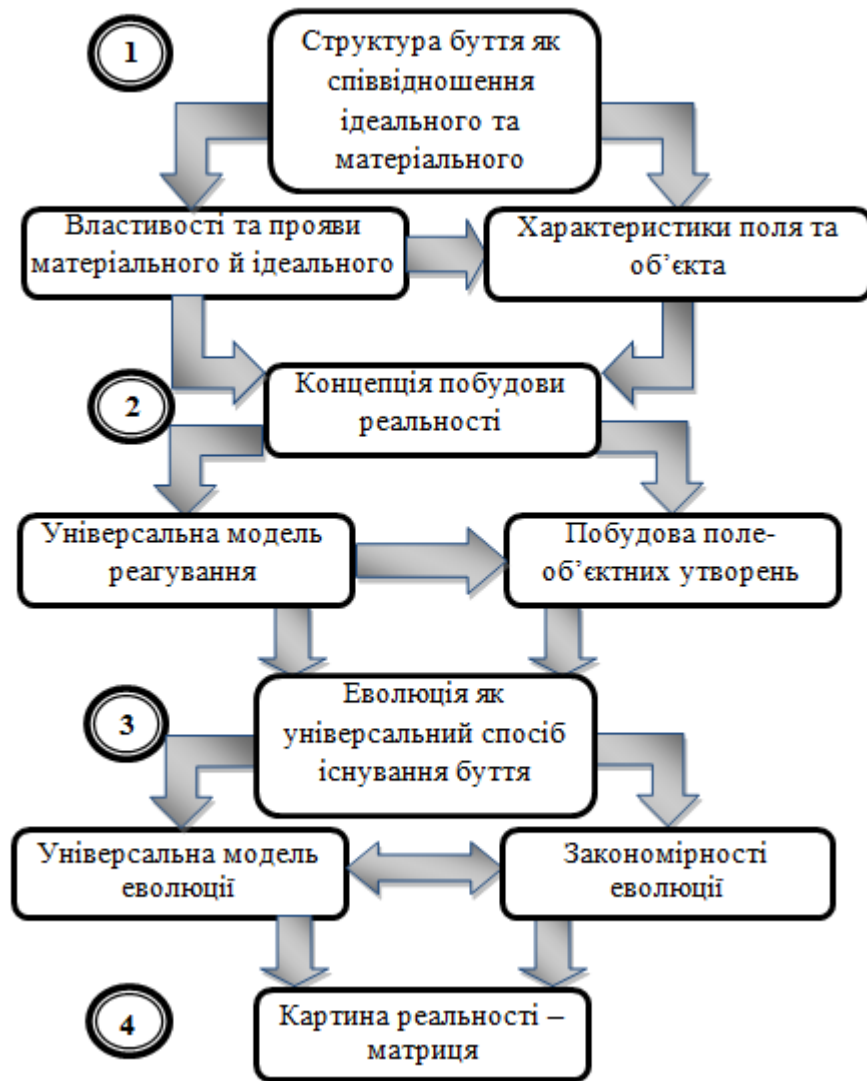 1
Структура буття як
співвідношення
ідеального та
матеріального
Властивості та прояви
матеріального й ідеального
Характеристики поля та
об’єкта
2
Концепція побудови
реальності
Універсальна модель
реагування
Побудова поле-
об’єктних утворень
3
Еволюція як
універсальний спосіб
існування буття
Універсальна модель
еволюції
Закономірності
еволюції
4
Картина реальності –
матриця